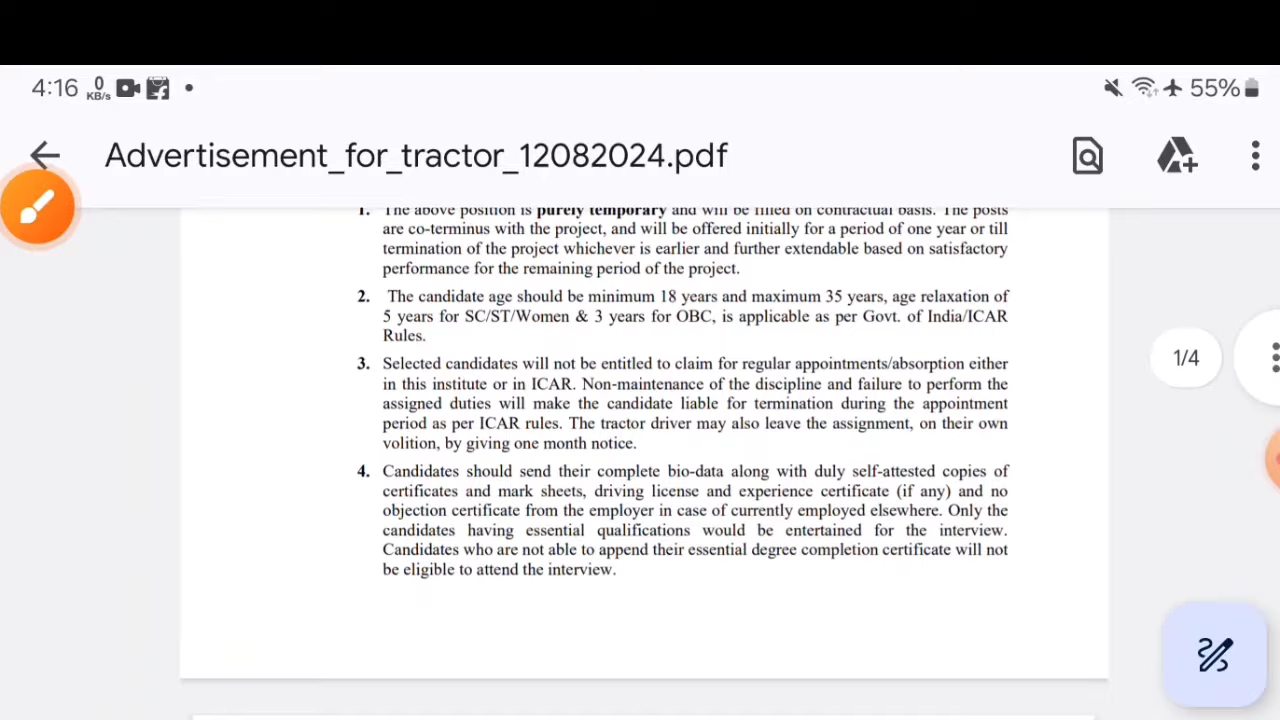 4:16 0 KB/s 55%
Advertisement_for_tractor_12082024.pdf
1. The above position is purely temporary and will be filled on contractual basis. The posts
are co-terminus with the project, and will be offered initially for a period of one year or till
termination of the project whichever is earlier and further extendable based on satisfactory
performance for the remaining period of the project.
2. The candidate age should be minimum 18 years and maximum 35 years, age relaxation of
5 years for SC/ST/Women & 3 years for OBC, is applicable as per Govt. of India/ICAR
Rules.
3. Selected candidates will not be entitled to claim for regular appointments/absorption either
in this institute or in ICAR. Non-maintenance of the discipline and failure to perform the
assigned duties will make the candidate liable for termination during the appointment
period as per ICAR rules. The tractor driver may also leave the assignment, on their own
volition, by giving one month notice.
4. Candidates should send their complete bio-data along with duly self-attested copies of
certificates and mark sheets, driving license and experience certificate (if any) and no
objection certificate from the employer in case of currently employed elsewhere. Only the
candidates having essential qualifications would be entertained for the interview.
Candidates who are not able to append their essential degree completion certificate will not
be eligible to attend the interview.
1/4